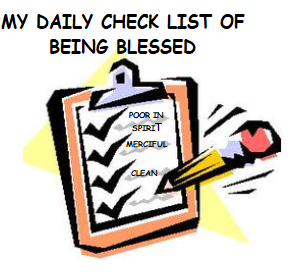 MY DAILY CHECK LIST OF
BEING BLESSED
POOR IN
SPIRIT
MERCIFUL
CLEAN